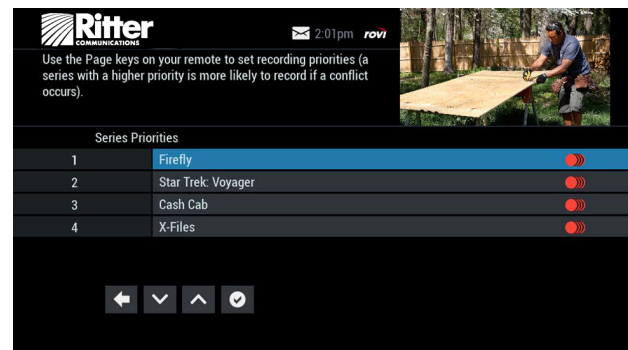 Ritter
COMMUNICATIONS
2:01pm rovi
Use the Page keys on your remote to set recording priorities (a
series with a higher priority is more likely to record if a conflict
occurs).
Series Priorities
1 Firefly
2 Star Trek: Voyager
3 Cash Cab
4 X-Files